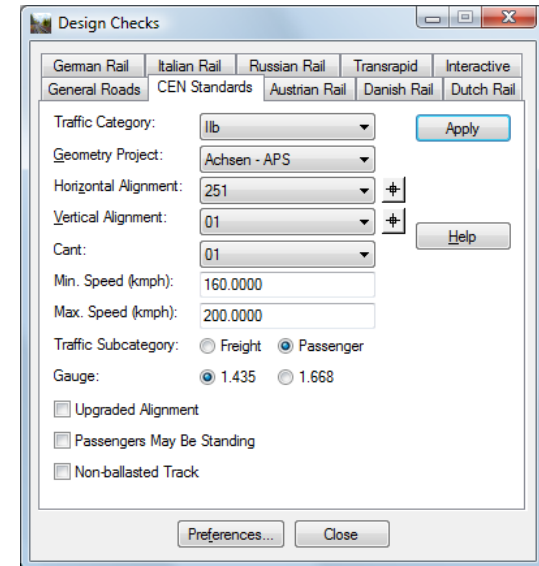 Design Checks
German Rail Italian Rail Russian Rail Transrapid Interactive
General Roads CEN Standards Austrian Rail Danish Rail Dutch Rail
Traffic Category: IIb Apply
Geometry Project: Achsen - APS
Horizontal Alignment: 251
Vertical Alignment: 01
Help
Cant: 01
Min. Speed (kmph): 160.0000
Max. Speed (kmph): 200.0000
Traffic Subcategory: Freight Passenger
Gauge: 1.435 1.668
Upgraded Alignment
Passengers May Be Standing
Non-ballasted Track
Preferences... Close